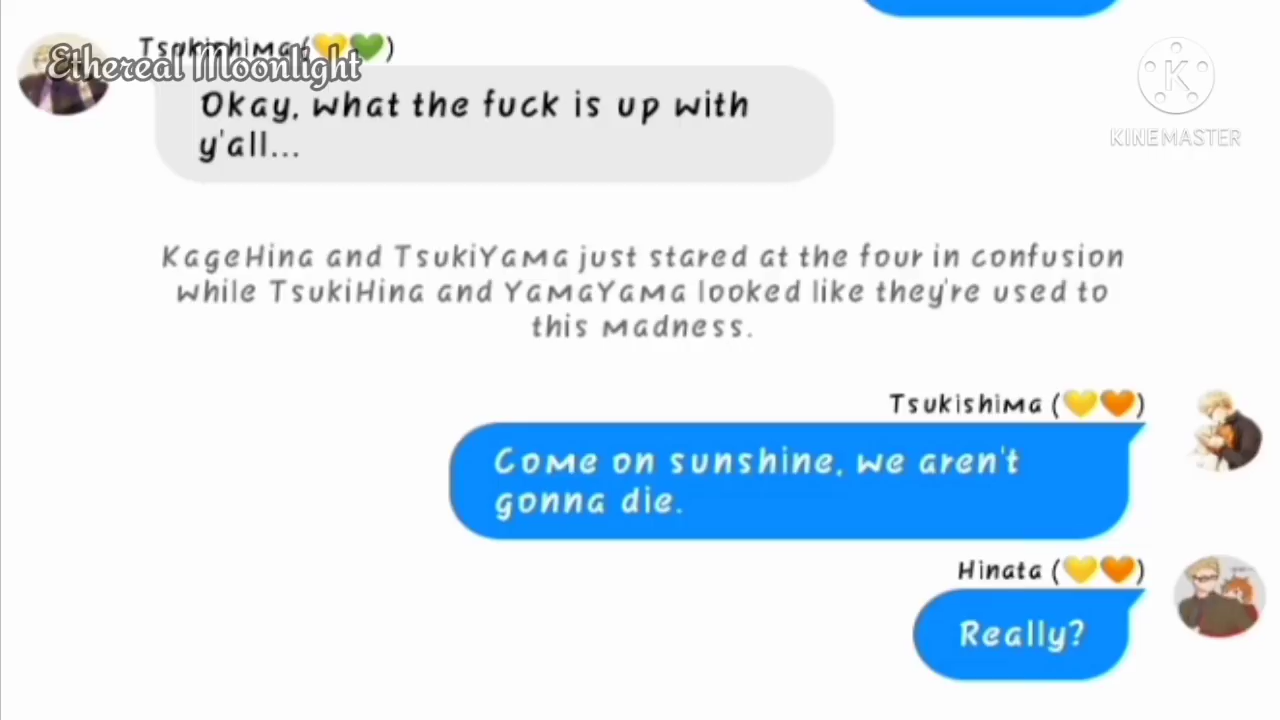 Tsukishima (💛💚)
Ethereal Moonlight
Okay, what the fuck is up with
y'all...
KINEMASTER
KageHina and TsukiYama just stared at the four in confusion
while TsukiHina and YamaYama looked like they're used to
this madness.
Tsukishima (💛🧡)
Come on sunshine, we aren't
gonna die.
Hinata (💛🧡)
Really?